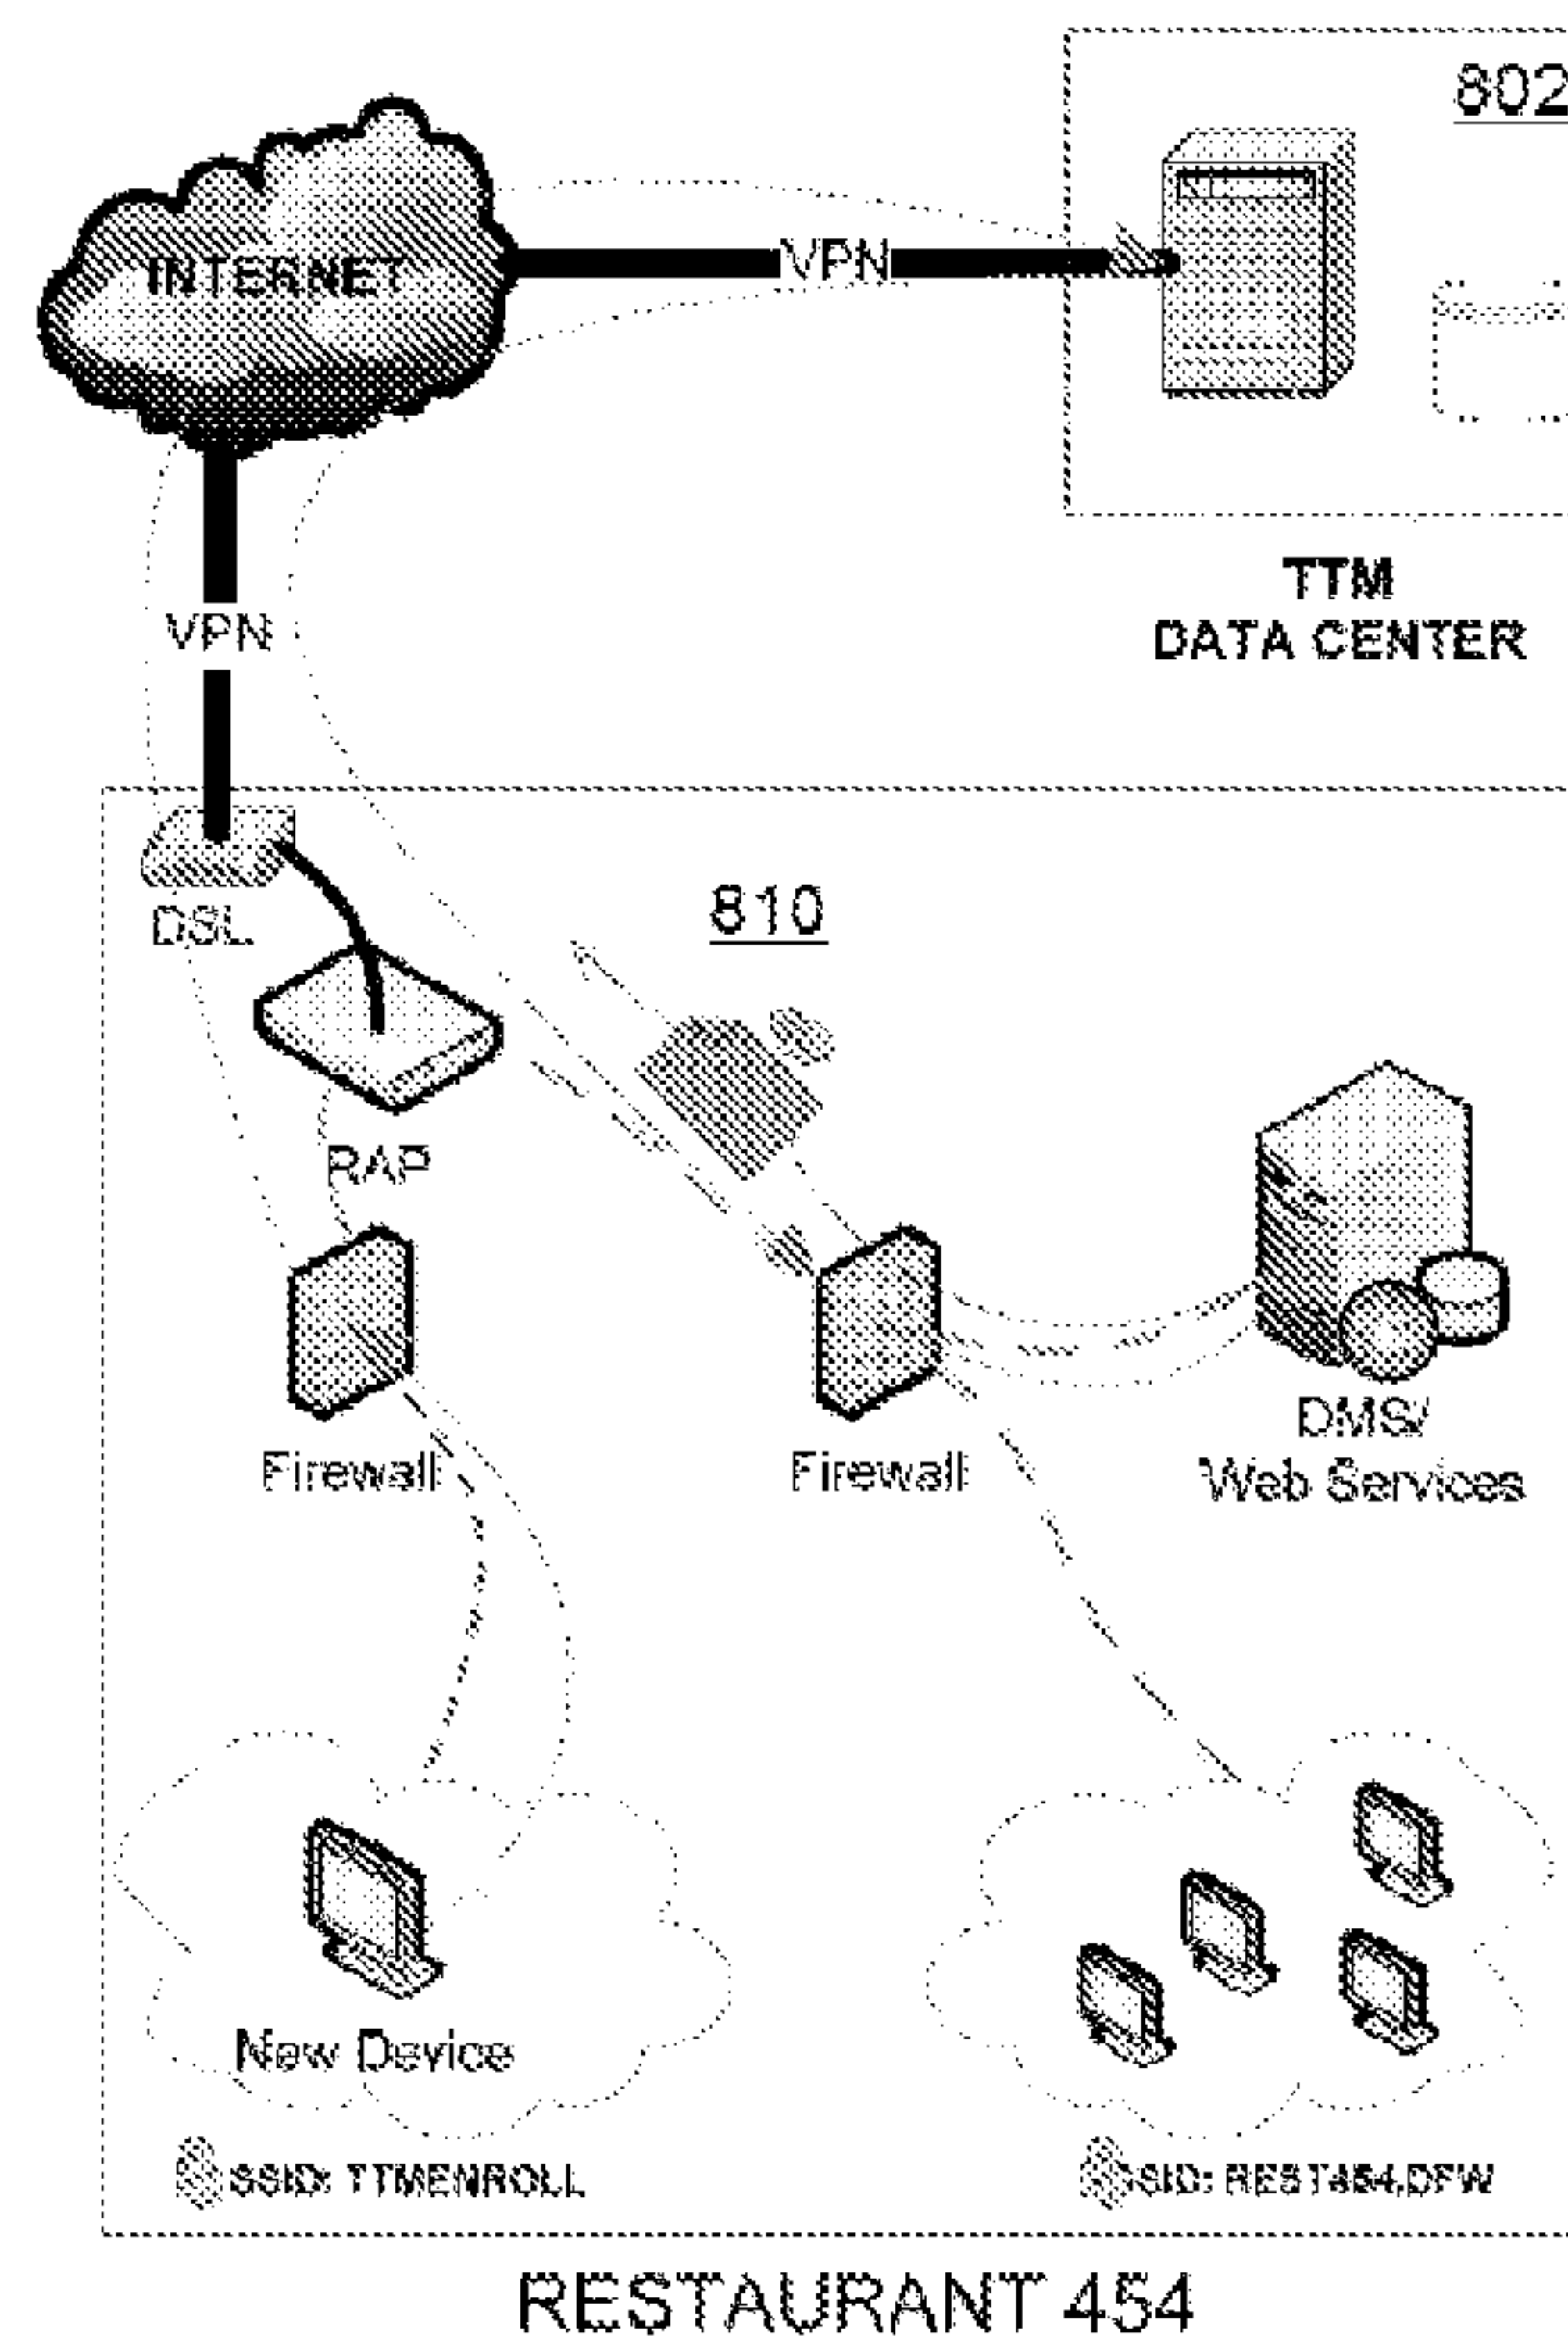 802
INTERNET
VPN
TTM
DATA CENTER
VPN
DSL
810
RAP
Firewall
Firewall
DMS/
Web Services
New Device
SSID: TTMENROLL
SID: REST454.DFW
RESTAURANT 454